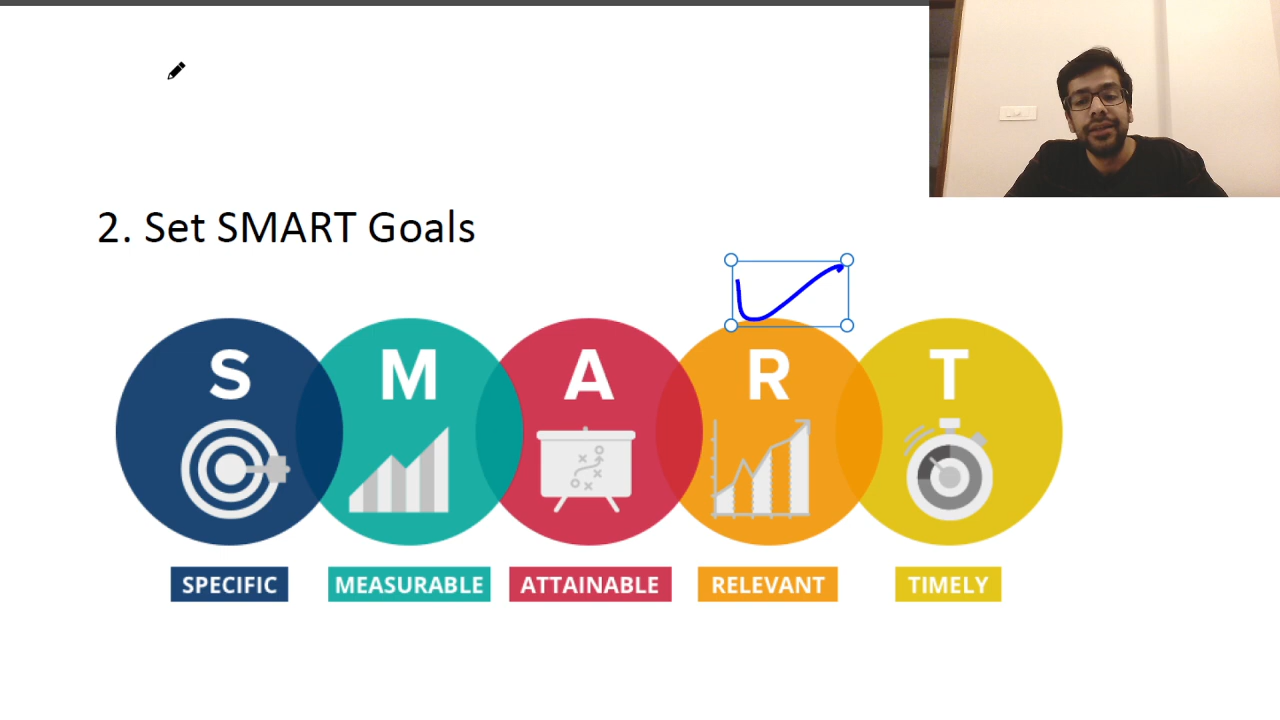 2. Set SMART Goals
S M A R T
SPECIFIC MEASURABLE ATTAINABLE RELEVANT TIMELY